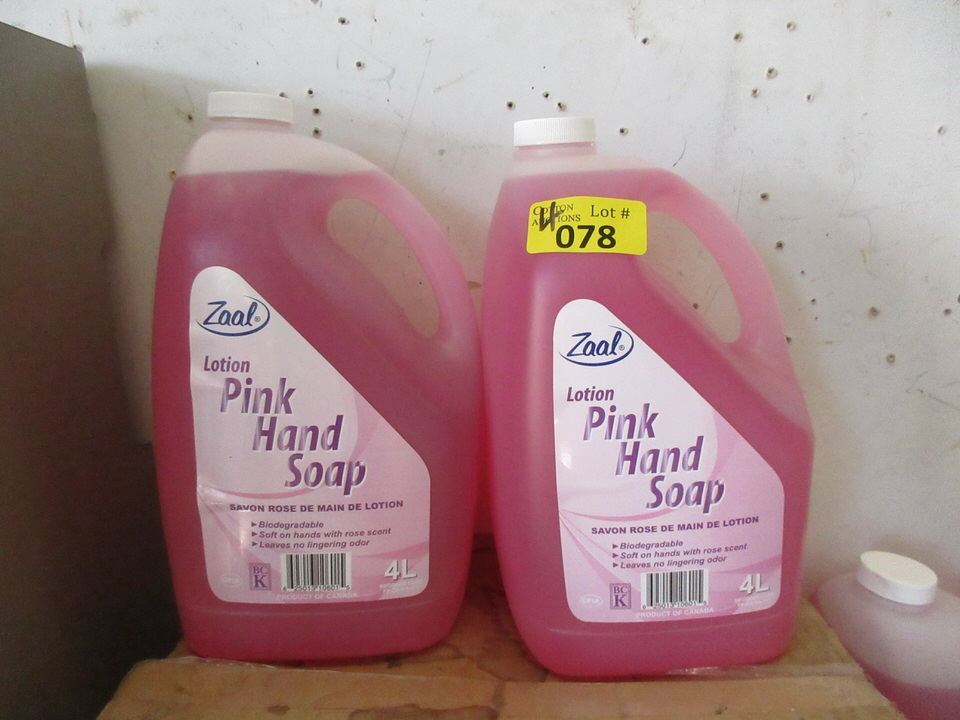 Zaal®
Lotion
Pink
Hand
Soap
SAVON ROSE DE MAIN DE LOTION
▸Biodegradable
▸Soft on hands with rose scent
▸Leaves no lingering odor
BC
K
4L
PRODUCT OF CANADA
Lot #
078
Zaal®
Lotion
Pink
Hand
Soap
SAVON ROSE DE MAIN DE LOTION
▸Biodegradable
▸Soft on hands with rose scent
▸Leaves no lingering odor
BC
K
4L
PRODUCT OF CANADA